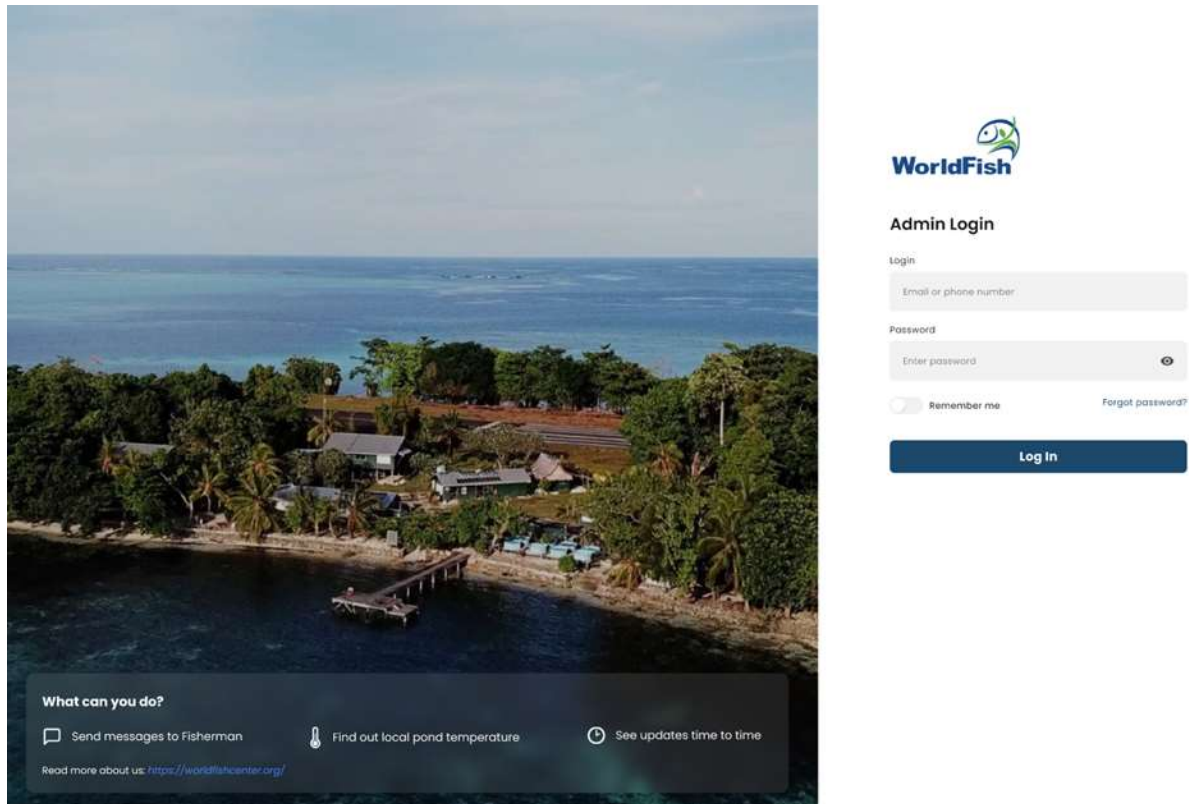 WorldFish
Admin Login
Login
Email or phone number
Password
Enter password
Remember me
Forgot password?
Log In
What can you do?
Send messages to Fisherman
Find out local pond temperature
See updates time to time
Read more about us: https://worldfishcenter.org/